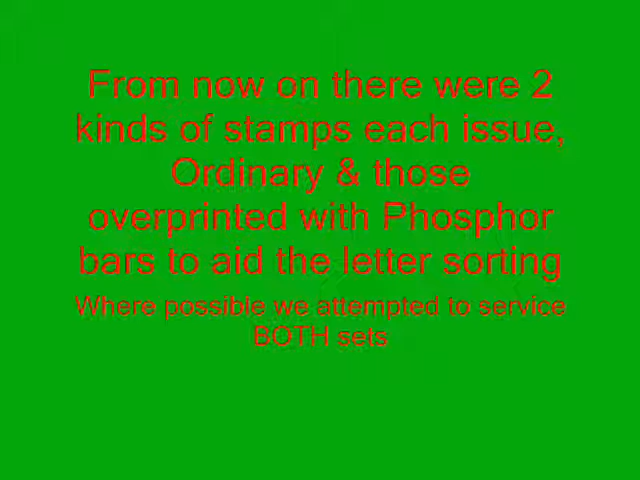 From now on there were 2
kinds of stamps each issue,
Ordinary & those
overprinted with Phosphor
bars to aid the letter sorting
Where possible we attempted to service
BOTH sets